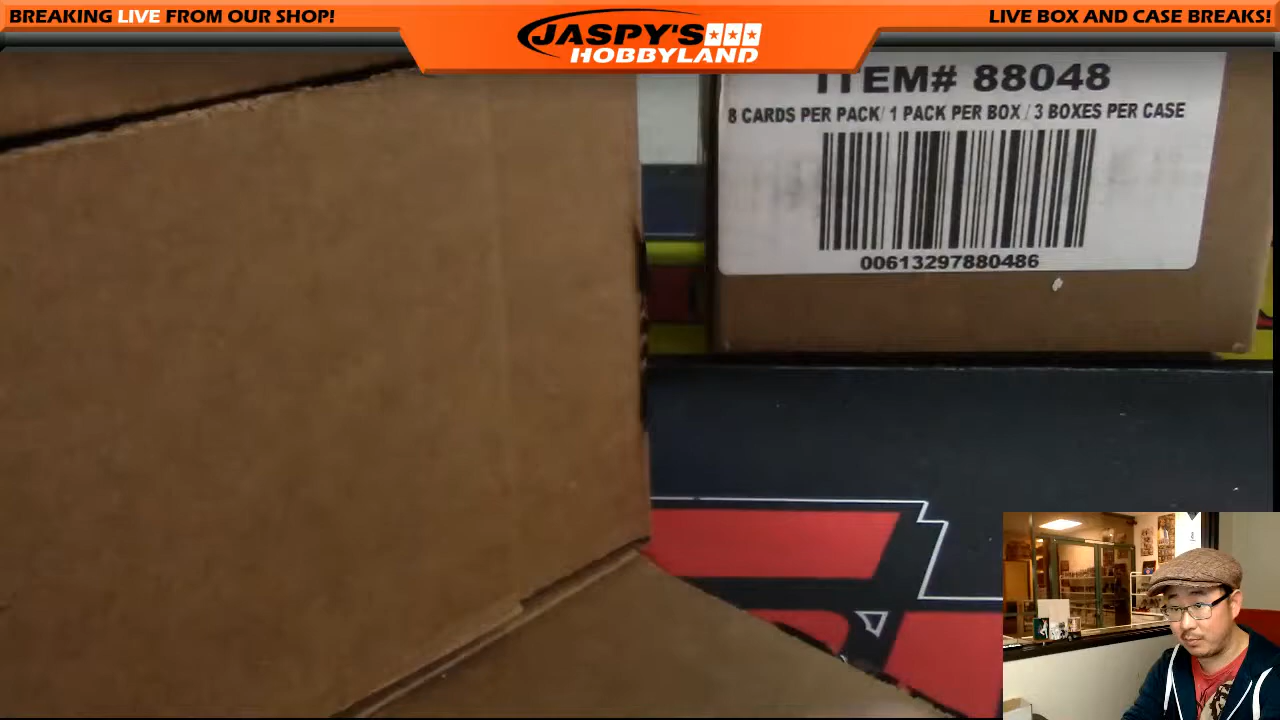 BREAKING LIVE FROM OUR SHOP!
JASPY'S
HOBBYLAND
LIVE BOX AND CASE BREAKS!
ITEM# 88048
8 CARDS PER PACK/ 1 PACK PER BOX / 3 BOXES PER CASE
00613297880486